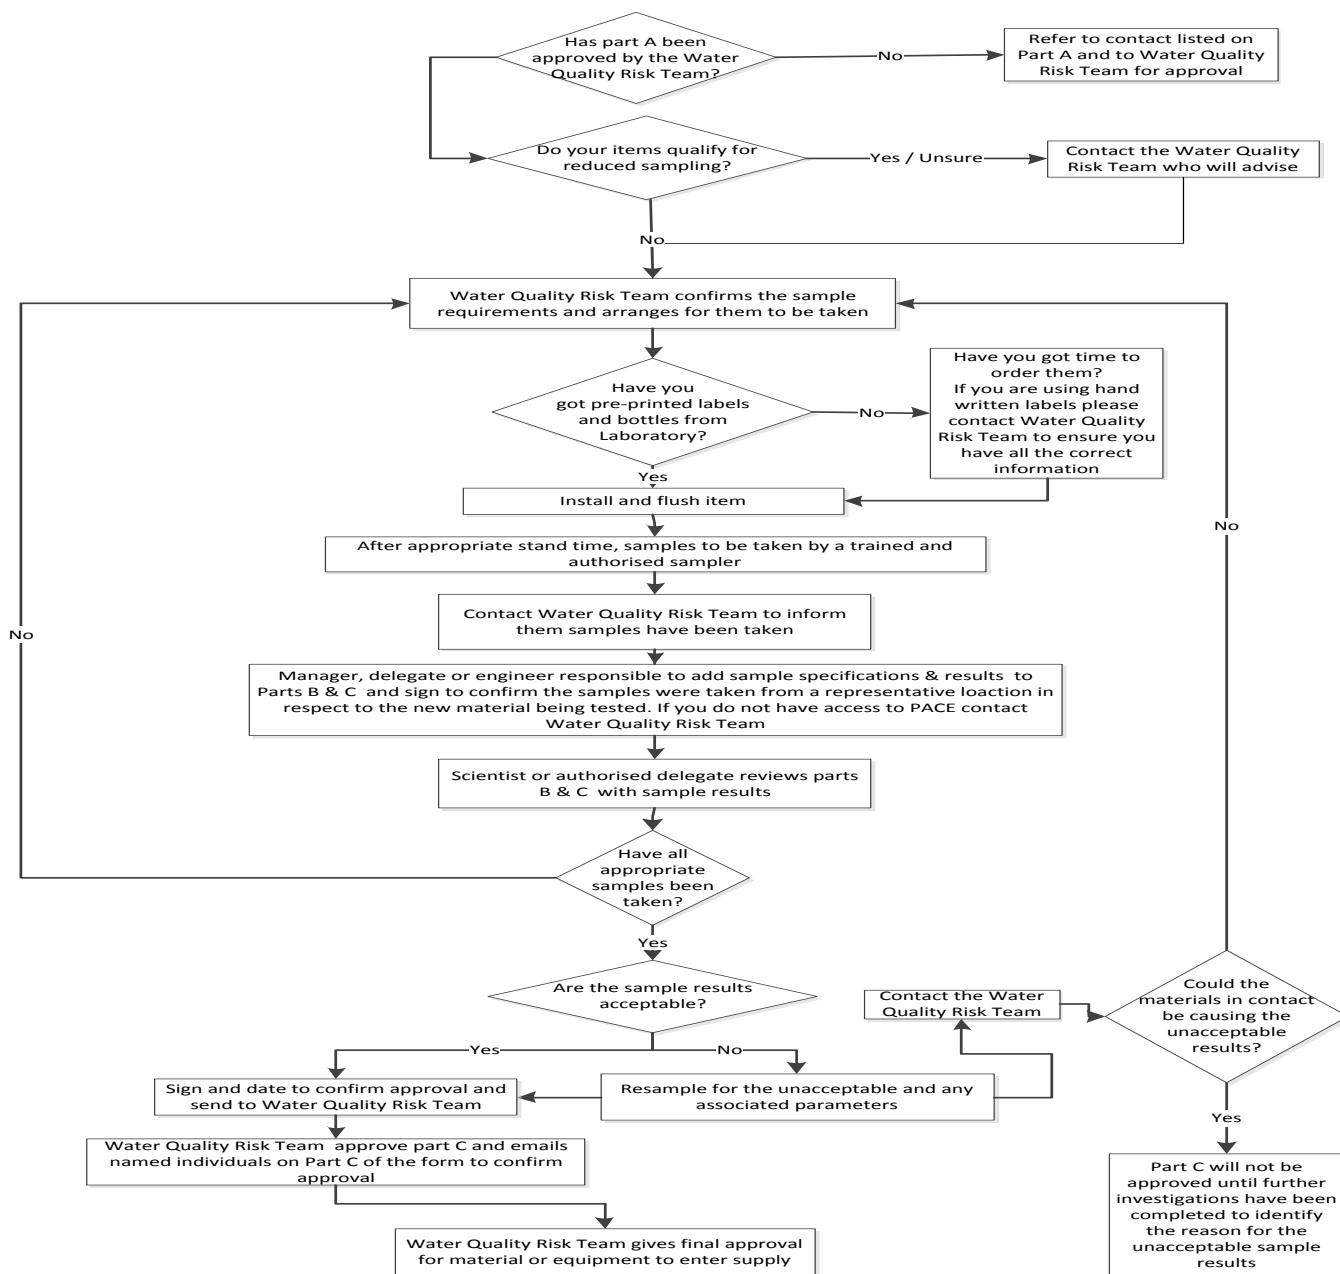 Has part A been
approved by the Water
Quality Risk Team?
No
Refer to contact listed on
Part A and to Water Quality
Risk Team for approval
Do your items qualify for
reduced sampling?
Yes / Unsure
Contact the Water Quality
Risk Team who will advise
No
Water Quality Risk Team confirms the sample
requirements and arranges for them to be taken
Have you
got pre-printed labels
and bottles from
Laboratory?
No
Have you got time to
order them?
If you are using hand
written labels please
contact Water Quality
Risk Team to ensure you
have all the correct
information
Yes
Install and flush item
No
After appropriate stand time, samples to be taken by a trained and
authorised sampler
Contact Water Quality Risk Team to inform
them samples have been taken
No
Manager, delegate or engineer responsible to add sample specifications & results to
Parts B & C and sign to confirm the samples were taken from a representative loaction in
respect to the new material being tested. If you do not have access to PACE contact
Water Quality Risk Team
Scientist or authorised delegate reviews parts
B & C with sample results
Have all
appropriate
samples been
taken?
Yes
Are the sample results
acceptable?
Contact the Water
Quality Risk Team
Could the
materials in contact
be causing the
unacceptable
results?
Yes
No
Sign and date to confirm approval and
send to Water Quality Risk Team
Resample for the unacceptable and any
associated parameters
Yes
Water Quality Risk Team approve part C and emails
named individuals on Part C of the form to confirm
approval
Part C will not be
approved until further
investigations have been
completed to identify
the reason for the
unacceptable sample
results
Water Quality Risk Team gives final approval
for material or equipment to enter supply